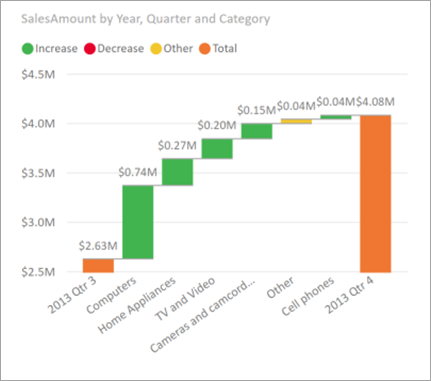 SalesAmount by Year, Quarter and Category
Increase Decrease Other Total
$4.5M
$4.0M
$3.5M
$3.0M
$2.5M
$2.63M
$0.74M
$0.27M
$0.20M
$0.15M
$0.04M
$0.04M
$4.08M
2013 Qtr 3
Computers
Home Appliances
TV and Video
Cameras and camcord...
Other
Cell phones
2013 Qtr 4